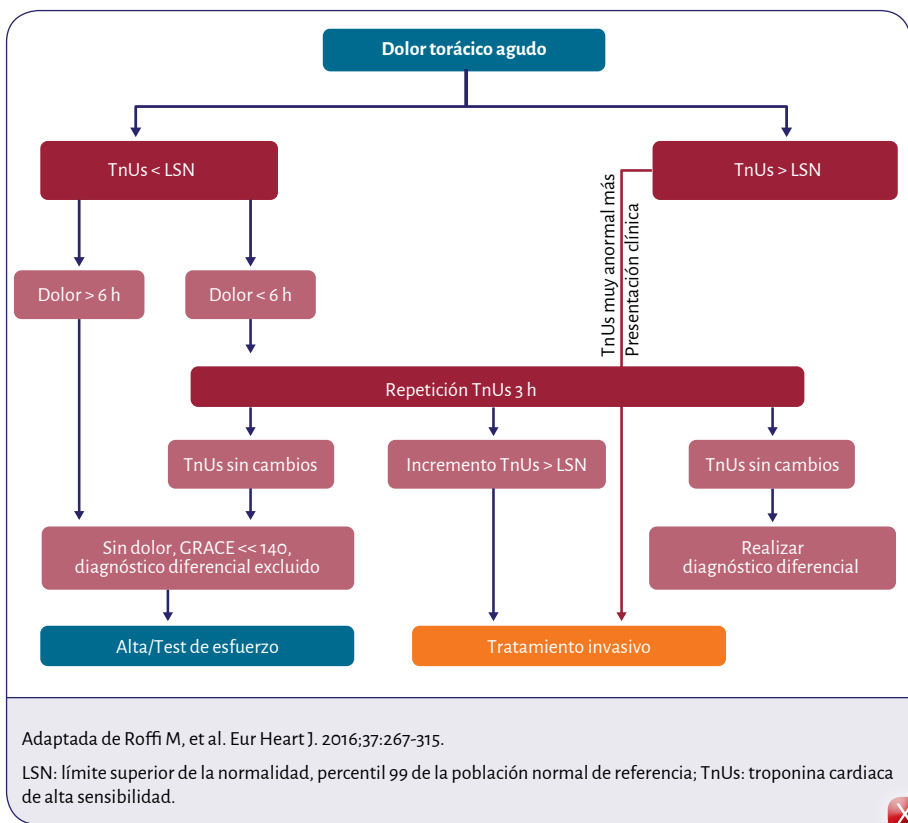 Dolor torácico agudo
TnUs < LSN
TnUs > LSN
TnUs muy anormal más
Presentación clínica
Dolor > 6 h
Dolor < 6 h
Repetición TnUs 3 h
TnUs sin cambios
Incremento TnUs > LSN
TnUs sin cambios
Sin dolor, GRACE << 140,
diagnóstico diferencial excluido
Realizar
diagnóstico diferencial
Alta/Test de esfuerzo
Tratamiento invasivo
Adaptada de Roffi M, et al. Eur Heart J. 2016;37:267-315.
LSN: límite superior de la normalidad, percentil 99 de la población normal de referencia; TnUs: troponina cardiaca
de alta sensibilidad.
X